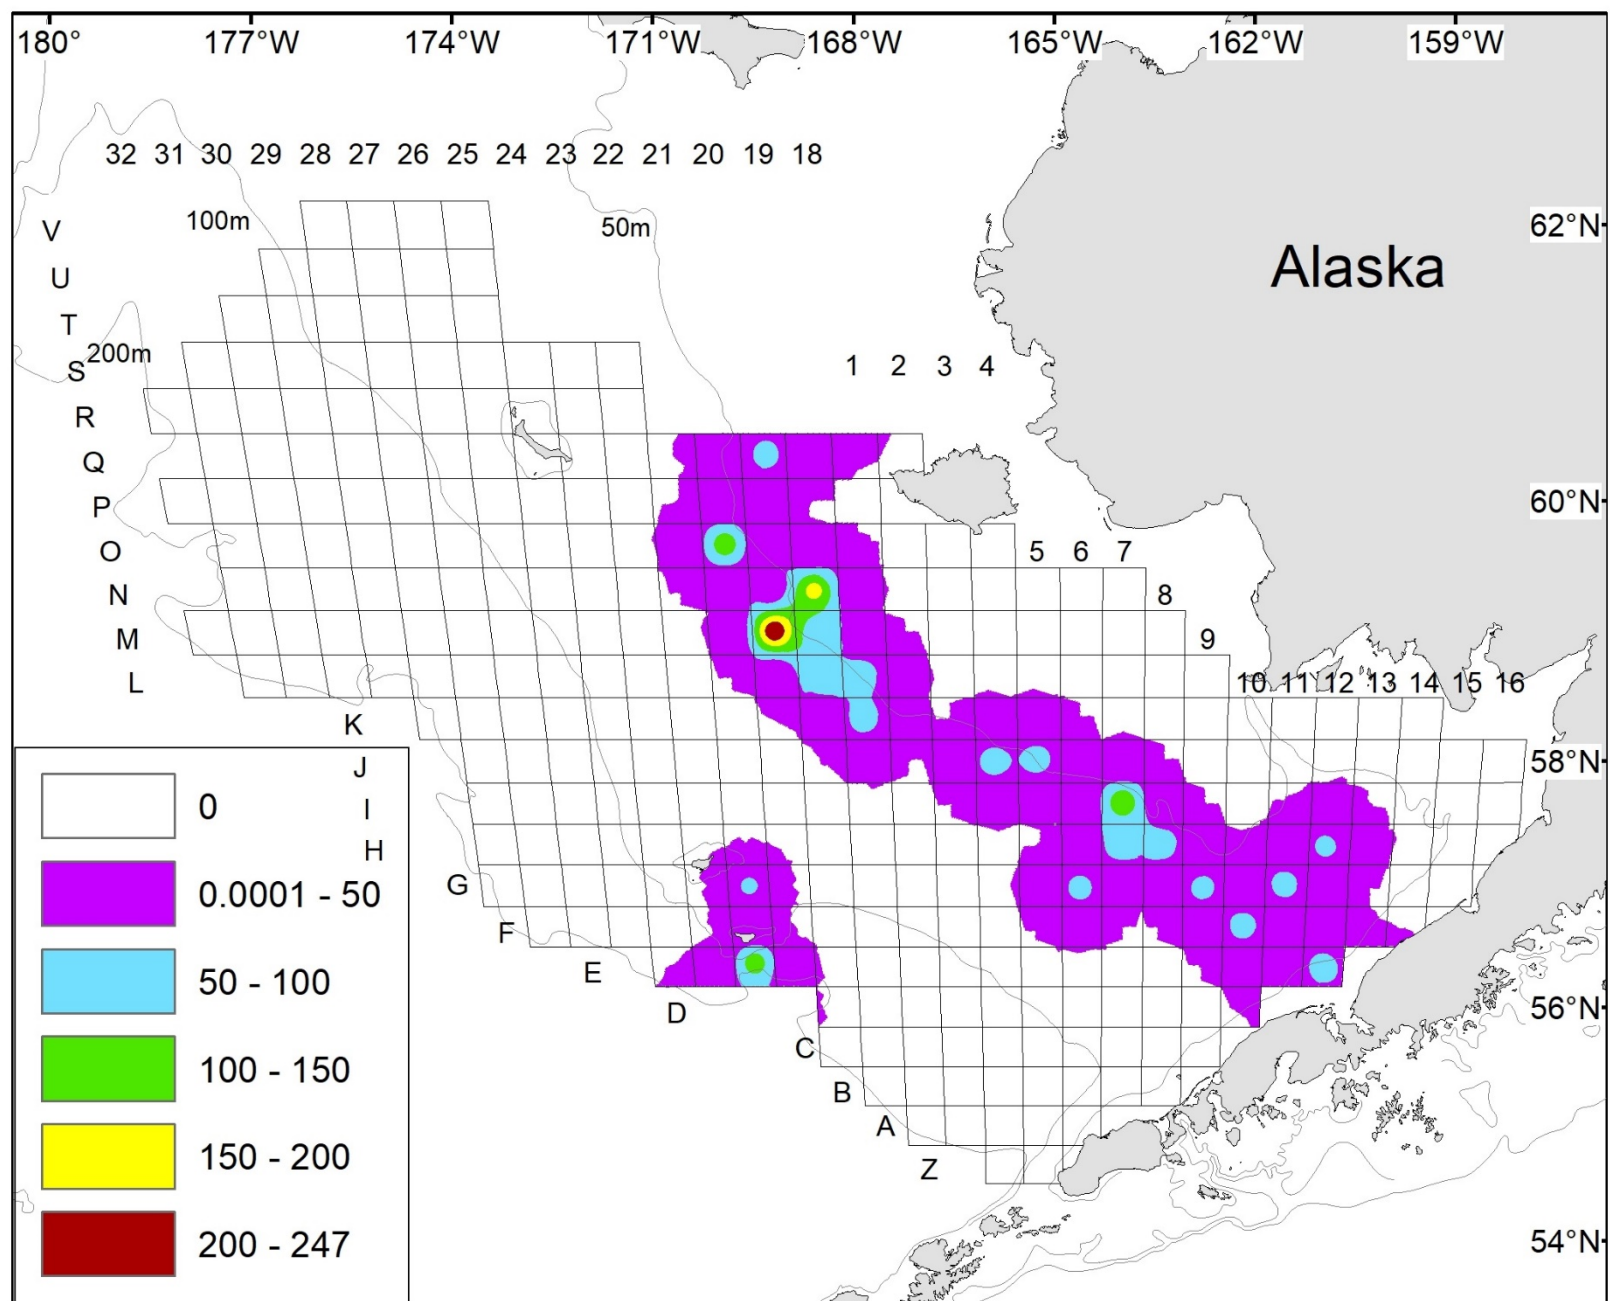 180° 177°W 174°W 171°W 168°W 165°W 162°W 159°W
32 31 30 29 28 27 26 25 24 23 22 21 20 19 18
100m 50m 62°N
V
Alaska
U
T
200m
S
1 2 3 4
R
Q
P 60°N
O
5 6 7
N
8
M
9
L
10 11 12 13 14 15 16
K
J 58°N
I
H
G
F
E
D 56°N
C
B
A
Z
54°N
0
0.0001 - 50
50 - 100
100 - 150
150 - 200
200 - 247